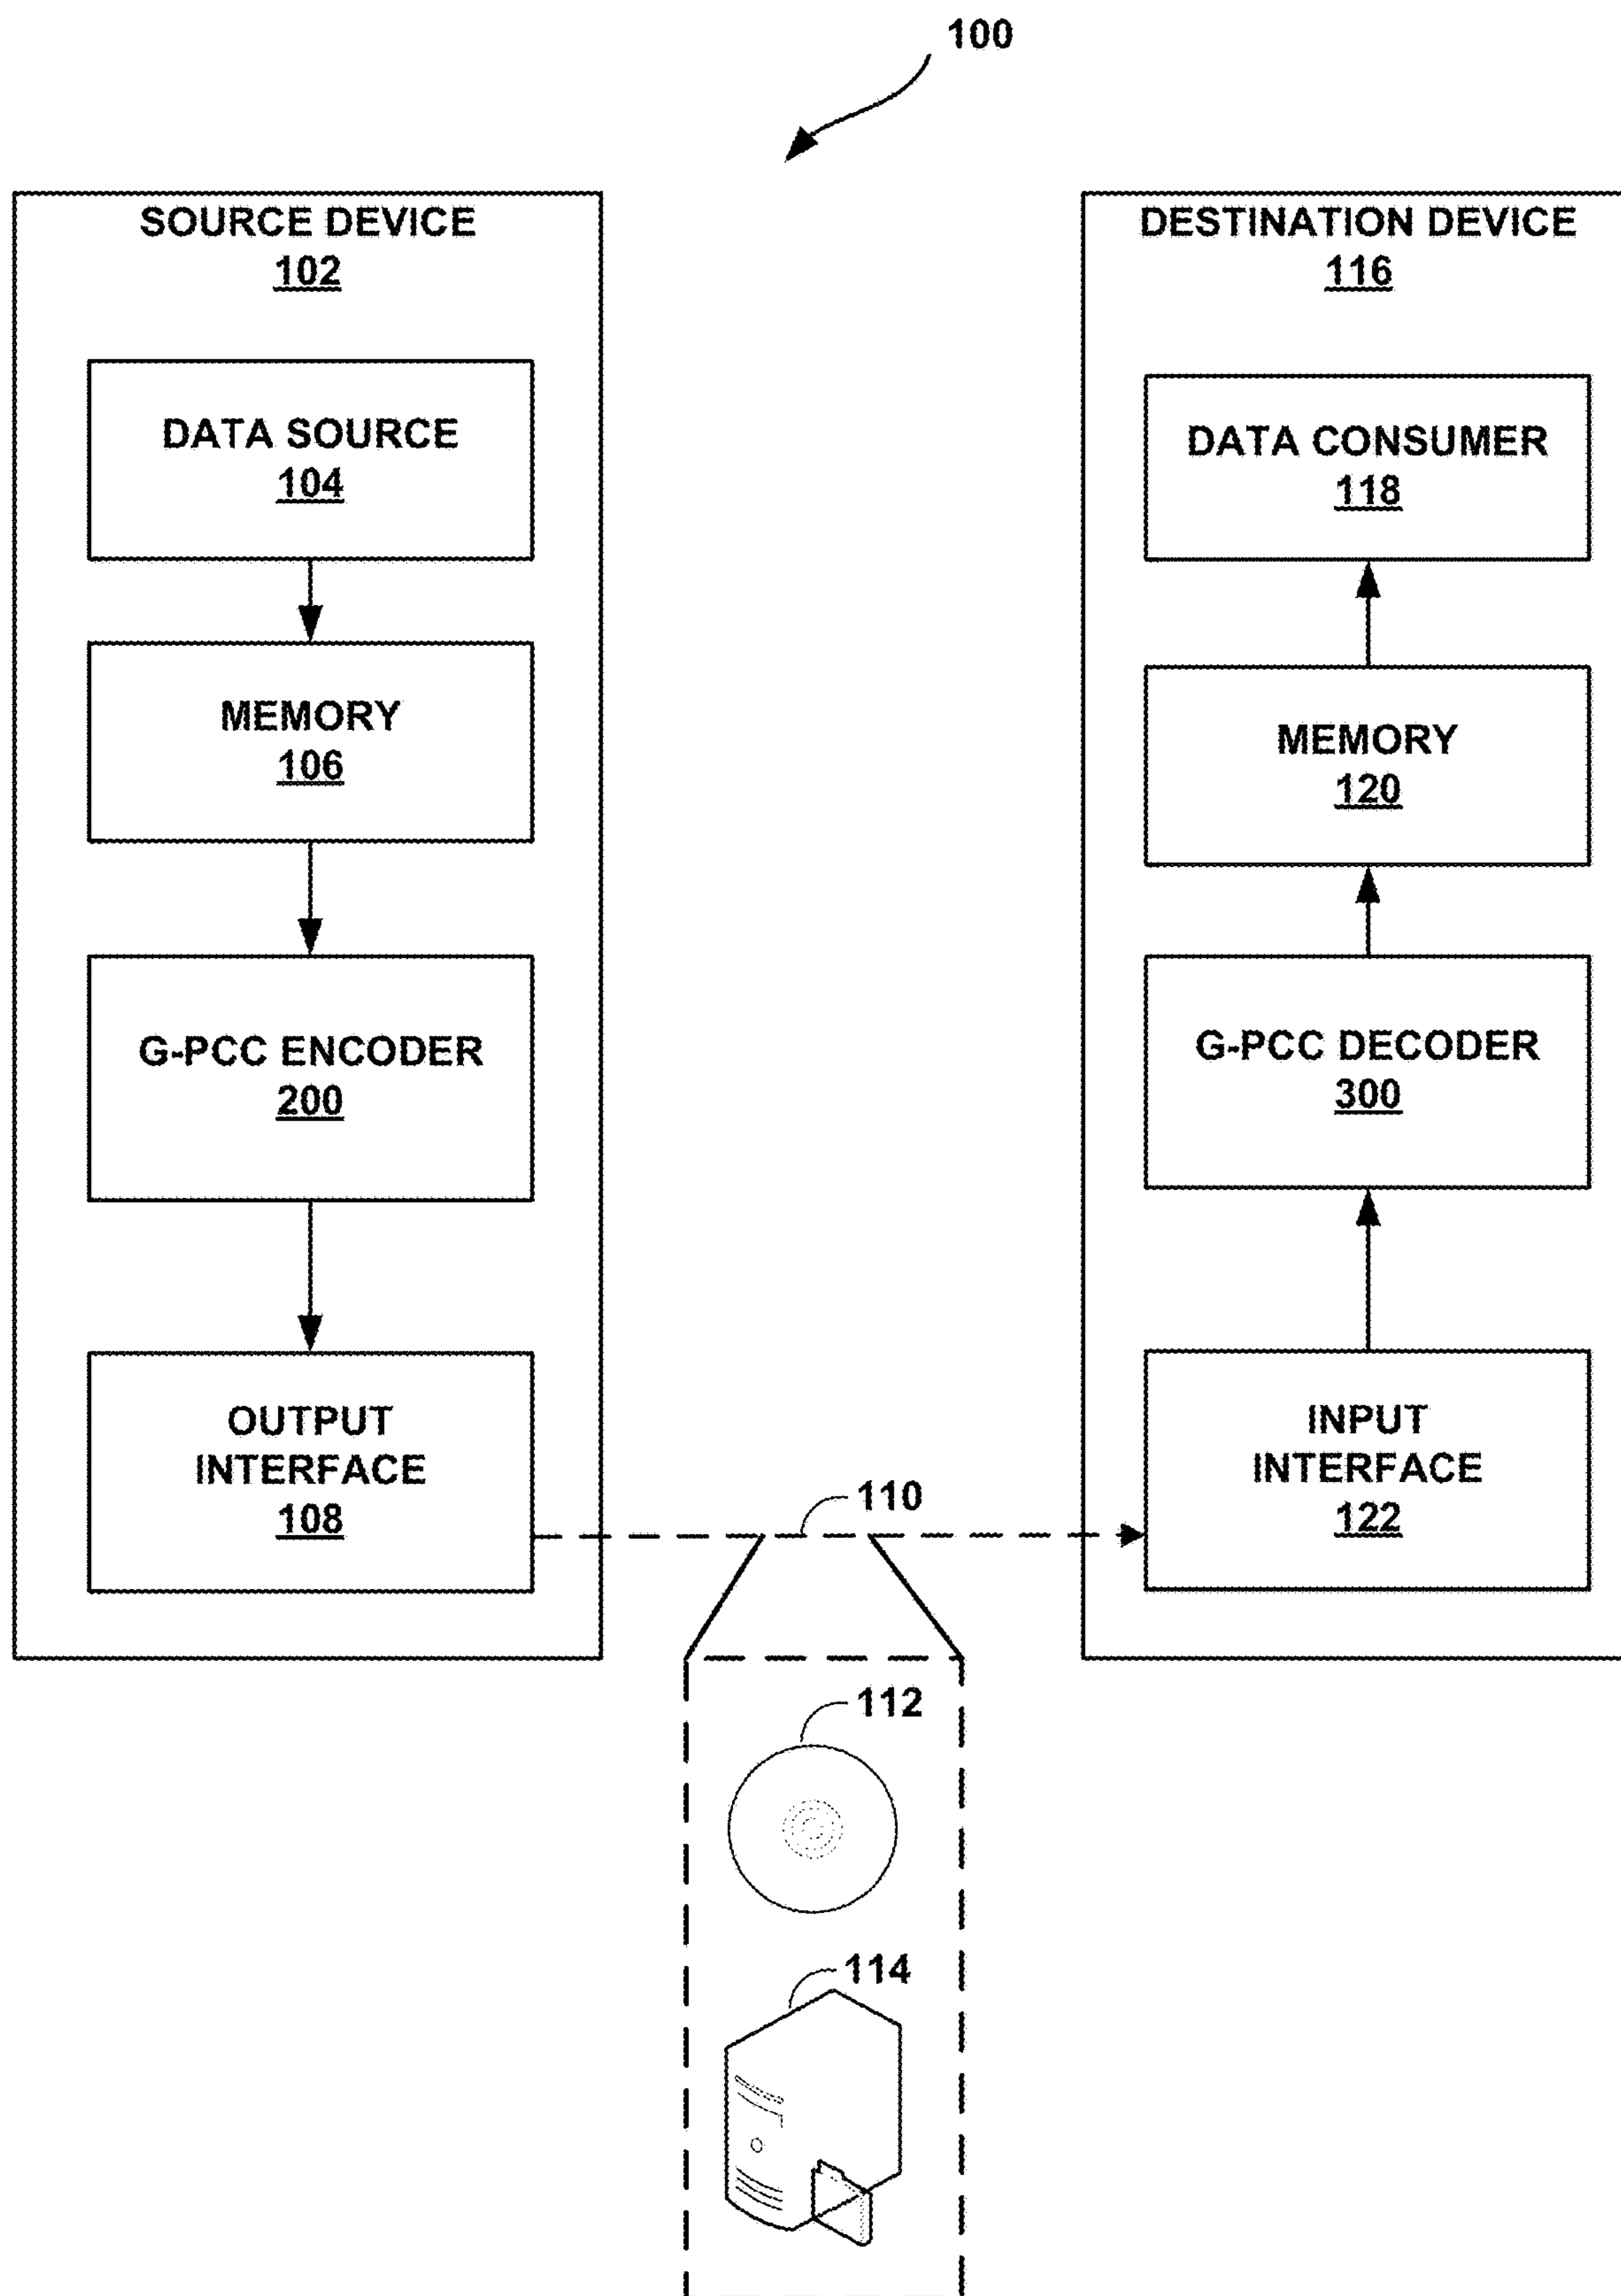 100
SOURCE DEVICE
102
DATA SOURCE
104
MEMORY
106
G-PCC ENCODER
200
OUTPUT
INTERFACE
108
DESTINATION DEVICE
116
DATA CONSUMER
118
MEMORY
120
G-PCC DECODER
300
INPUT
INTERFACE
122
110
112
114